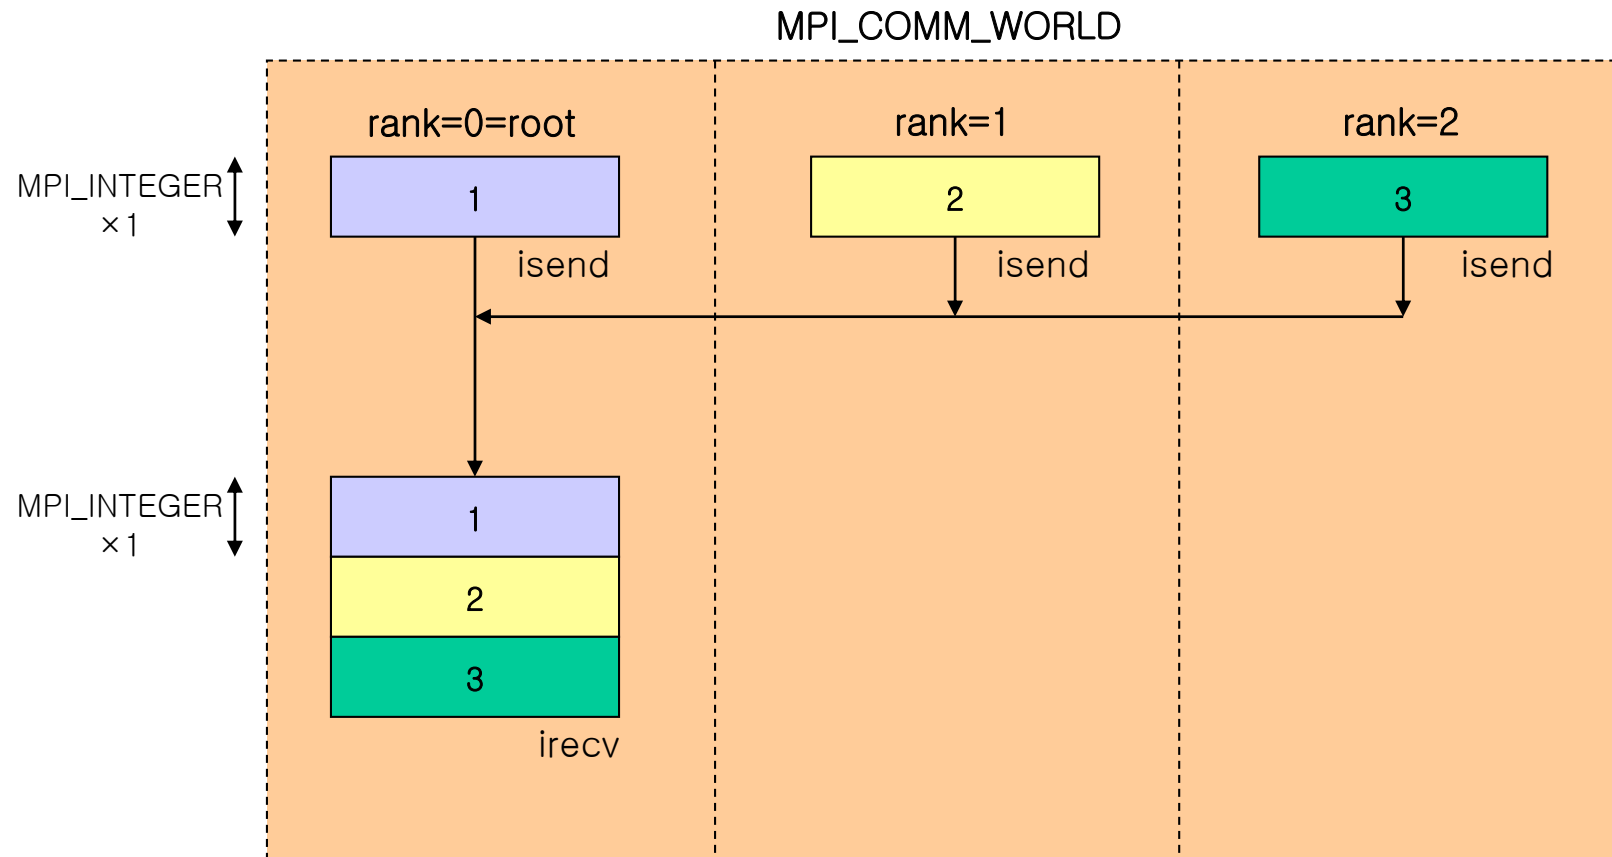 MPI_COMM_WORLD
rank=0=root
rank=1
rank=2
MPI_INTEGER
×1
1
2
3
isend
isend
isend
MPI_INTEGER
×1
1
2
3
irecv